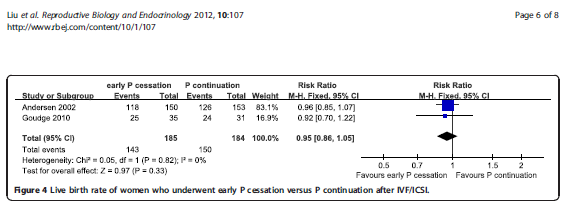 Liu et al. Reproductive Biology and Endocrinology 2012, 10:107
Page 6 of 8
http://www.rbej.com/content/10/1/107
early P cessation P continuation Risk Ratio Risk Ratio
Study or Subgroup Events Total Events Total Weight M-H. Fixed. 95% CI M-H. Fixed. 95% CI
Andersen 2002 118 150 126 153 83.1% 0.96 [0.85, 1.07]
Goudge 2010 25 35 24 31 16.9% 0.92 [0.70, 1.22]
Total (95% CI) 185 184 100.0% 0.95 [0.86, 1.05]
Total events 143 150
Heterogeneity: Chi² = 0.05, df = 1 (P = 0.82); I² = 0%
Test for overall effect: Z = 0.97 (P = 0.33)
0.5 0.7 1 1.5 2
Favours early P cessation Favours P continuation
Figure 4 Live birth rate of women who underwent early P cessation versus P continuation after IVF/ICSI.